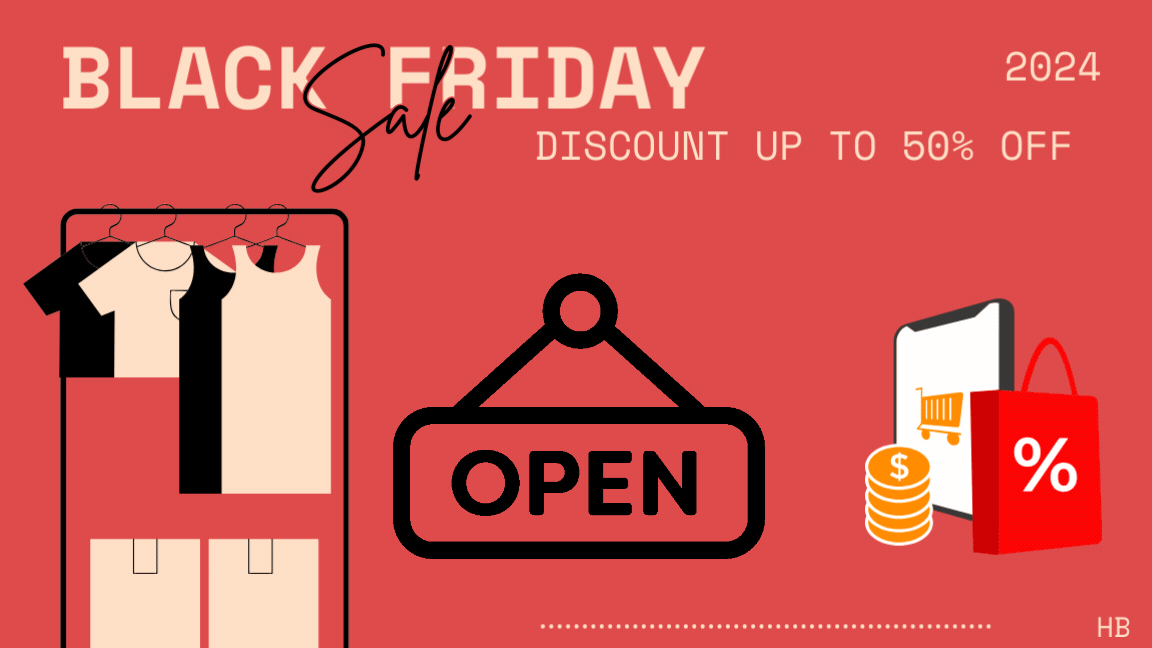 BLACK FRIDAY
Sale
2024
DISCOUNT UP TO 50% OFF
OPEN
$
%
HB